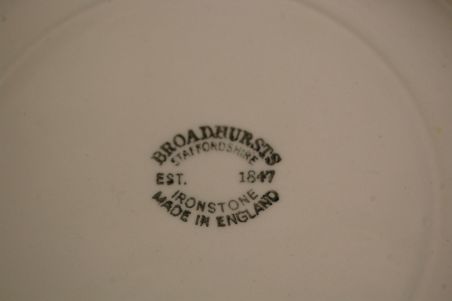 BROADHURSTS
STAFFORDSHIRE
EST. 1847
IRONSTONE
MADE IN ENGLAND